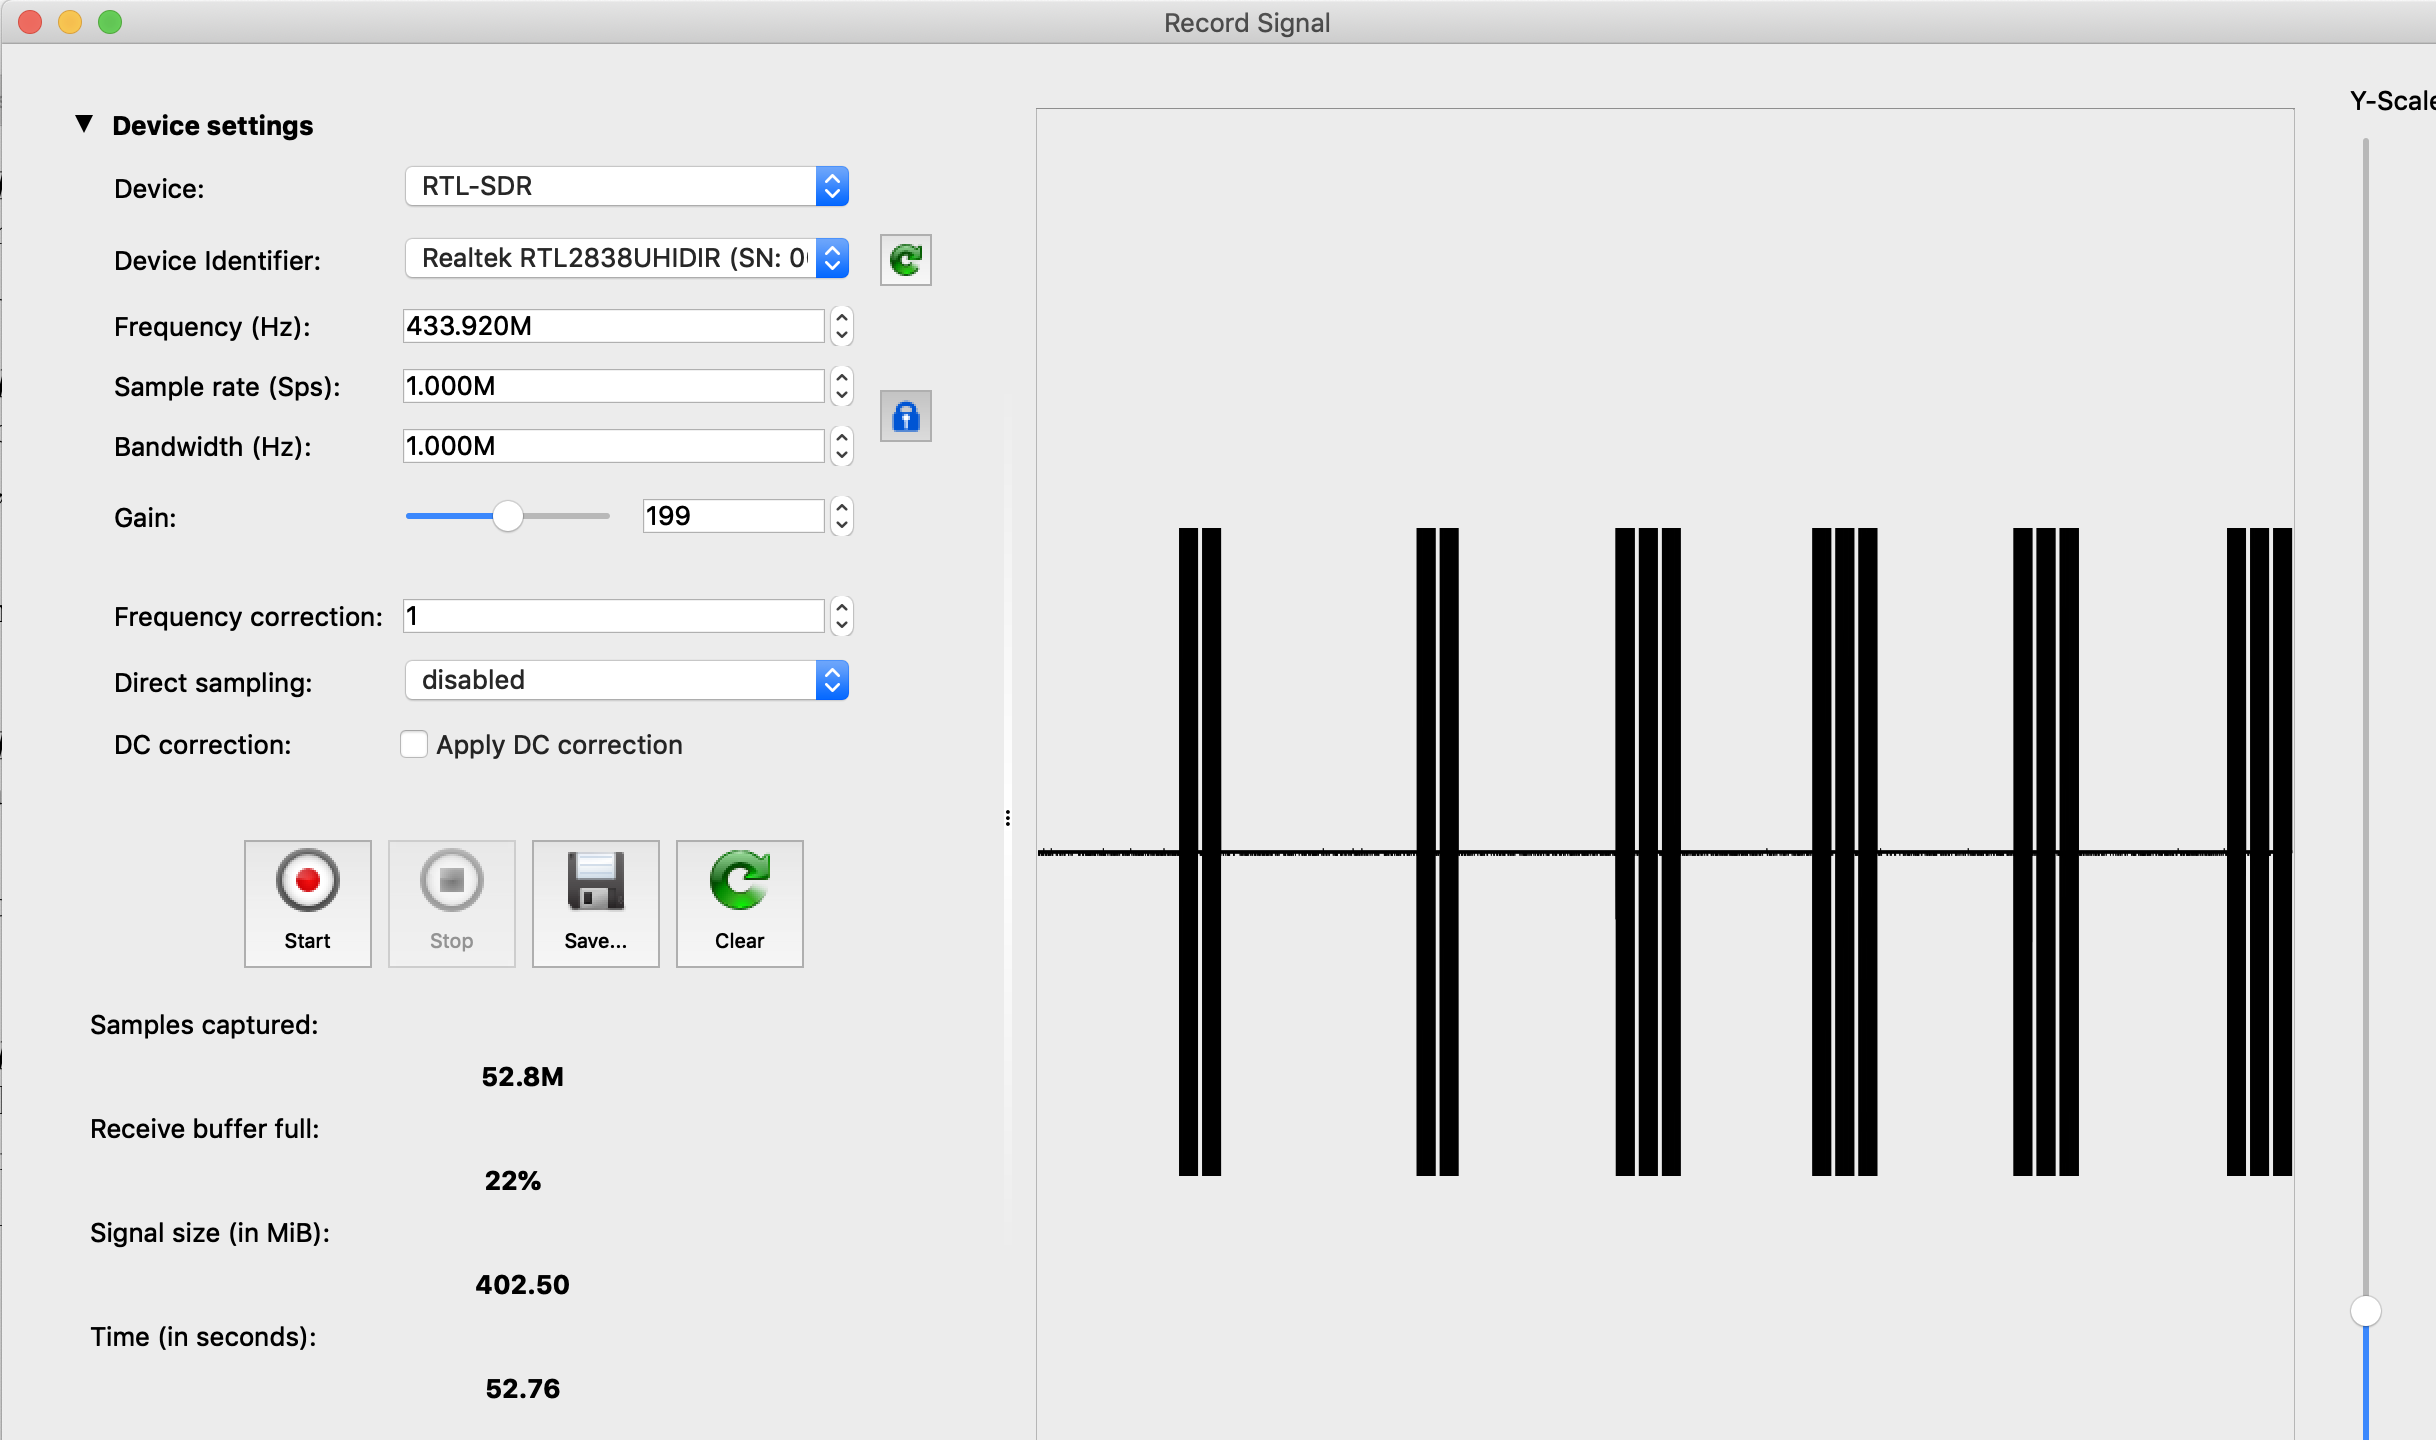 Record Signal
Device settings
Device:
RTL-SDR
Device Identifier:
Realtek RTL2838UHIDIR (SN: 0
Frequency (Hz):
433.920M
Sample rate (Sps):
1.000M
Bandwidth (Hz):
1.000M
Gain:
199
Frequency correction:
1
Direct sampling:
disabled
DC correction:
Apply DC correction
Start
Stop
Save...
Clear
Samples captured:
52.8M
Receive buffer full:
22%
Signal size (in MiB):
402.50
Time (in seconds):
52.76
Y-Scale